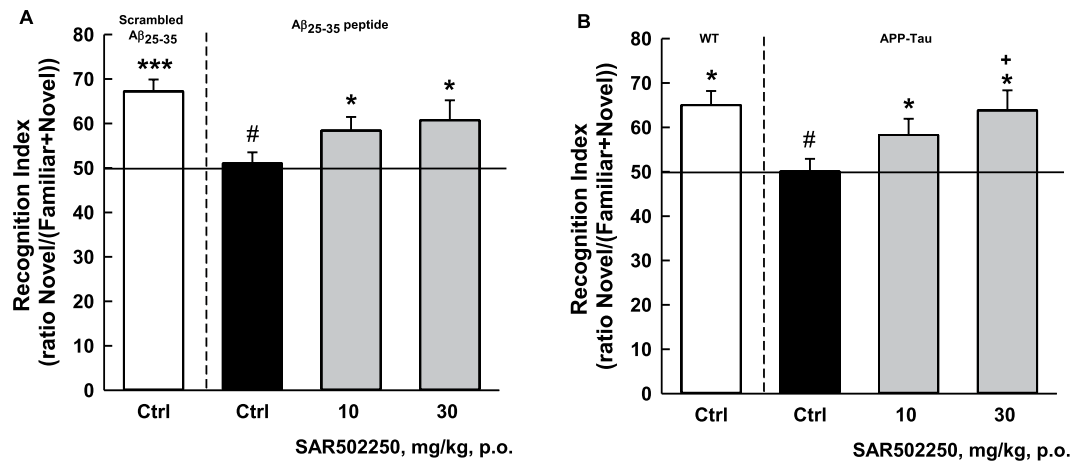 A
Scrambled
Aβ25-35
Aβ25-35 peptide
Recognition Index
(ratio Novel/(Familiar+Novel))
80
70
60
50
40
30
20
10
0
***
#
*
*
Ctrl
Ctrl
10
30
SAR502250, mg/kg, p.o.
B
WT
APP-Tau
Recognition Index
(ratio Novel/(Familiar+Novel))
80
70
60
50
40
30
20
10
0
*
#
*
+
*
Ctrl
Ctrl
10
30
SAR502250, mg/kg, p.o.